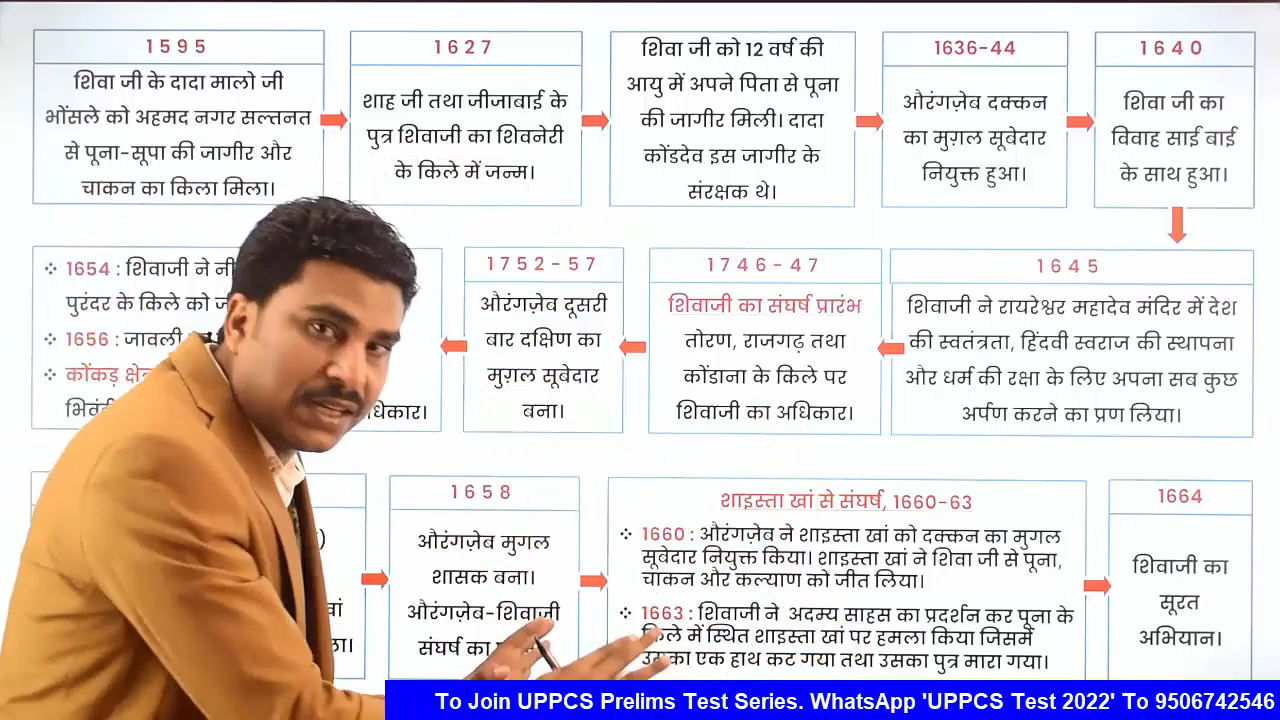 1595
शिवा जी के दादा मालो जी
भोंसले को अहमद नगर सल्तनत
से पूना-सूपा की जागीर और
चाकन का किला मिला।
1627
शाह जी तथा जीजाबाई के
पुत्र शिवाजी का शिवनेरी
के किले में जन्म।
शिवा जी को 12 वर्ष की
आयु में अपने पिता से पूना
की जागीर मिली। दादा
कोंडदेव इस जागीर के
संरक्षक थे।
1636-44
औरंगज़ेब दक्कन
का मुग़ल सूबेदार
नियुक्त हुआ।
1640
शिवा जी का
विवाह साई बाई
के साथ हुआ।
1645
शिवाजी ने रायरेश्वर महादेव मंदिर में देश
की स्वतंत्रता, हिंदवी स्वराज की स्थापना
और धर्म की रक्षा के लिए अपना सब कुछ
अर्पण करने का प्रण लिया।
1746-47
शिवाजी का संघर्ष प्रारंभ
तोरण, राजगढ़ तथा
कोंडाना के किले पर
शिवाजी का अधिकार।
1752-57
औरंगज़ेब दूसरी
बार दक्षिण का
मुग़ल सूबेदार
बना।
❖ 1654 : शिवाजी ने
पुरंदर के किले को
❖ 1656 : जावली
❖ कोंकड़
1658
औरंगज़ेब मुगल
शासक बना।
औरंगज़ेब-शिवाजी
संघर्ष का
शाइस्ता खां से संघर्ष, 1660-63
❖ 1660 : औरंगज़ेब ने शाइस्ता खां को दक्कन का मुगल
सूबेदार नियुक्त किया। शाइस्ता खां ने शिवा जी से पूना,
चाकन और कल्याण को जीत लिया।
❖ 1663 : शिवाजी ने अदम्य साहस का प्रदर्शन कर पूना के
किले में स्थित शाइस्ता खां पर हमला किया जिसमें
उसका एक हाथ कट गया तथा उसका पुत्र मारा गया।
1664
शिवाजी का
सूरत
अभियान।
To Join UPPCS Prelims Test Series. WhatsApp 'UPPCS Test 2022' To 9506742546